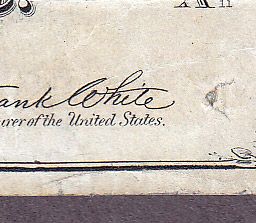 ank White
urer of the United States.